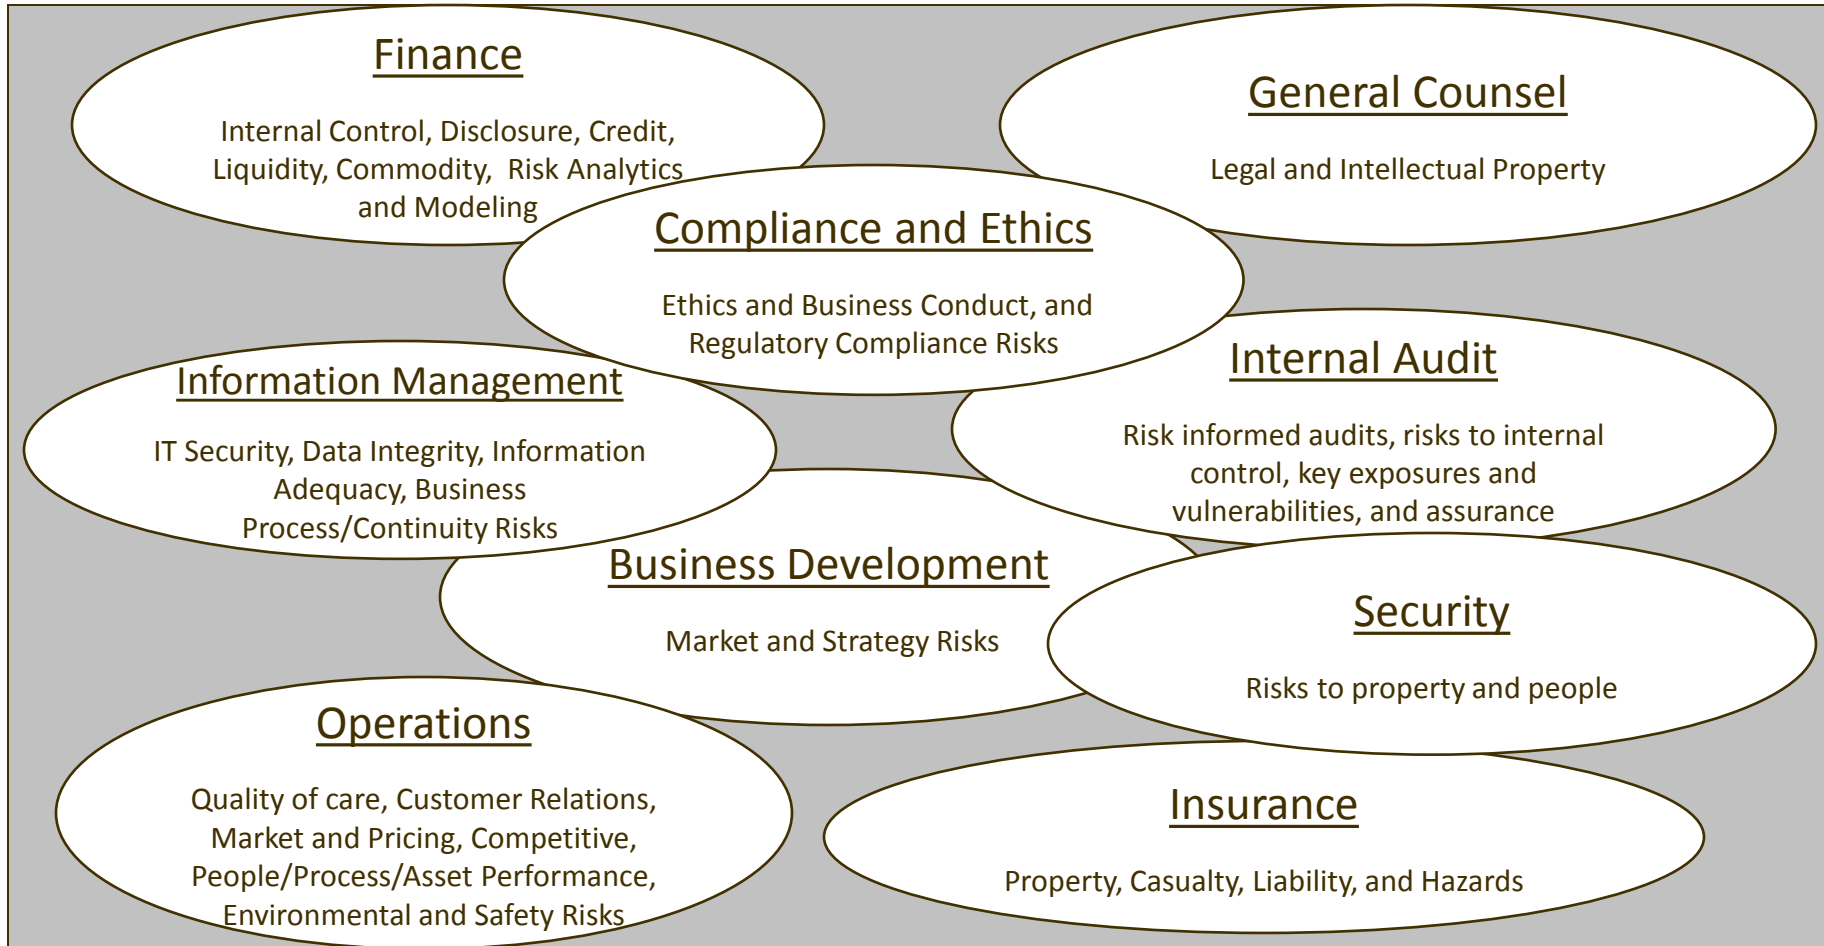 Finance
Internal Control, Disclosure, Credit,
Liquidity, Commodity, Risk Analytics
and Modeling
General Counsel
Legal and Intellectual Property
Compliance and Ethics
Ethics and Business Conduct, and
Regulatory Compliance Risks
Information Management
IT Security, Data Integrity, Information
Adequacy, Business
Process/Continuity Risks
Internal Audit
Risk informed audits, risks to internal
control, key exposures and
vulnerabilities, and assurance
Business Development
Market and Strategy Risks
Security
Risks to property and people
Operations
Quality of care, Customer Relations,
Market and Pricing, Competitive,
People/Process/Asset Performance,
Environmental and Safety Risks
Insurance
Property, Casualty, Liability, and Hazards